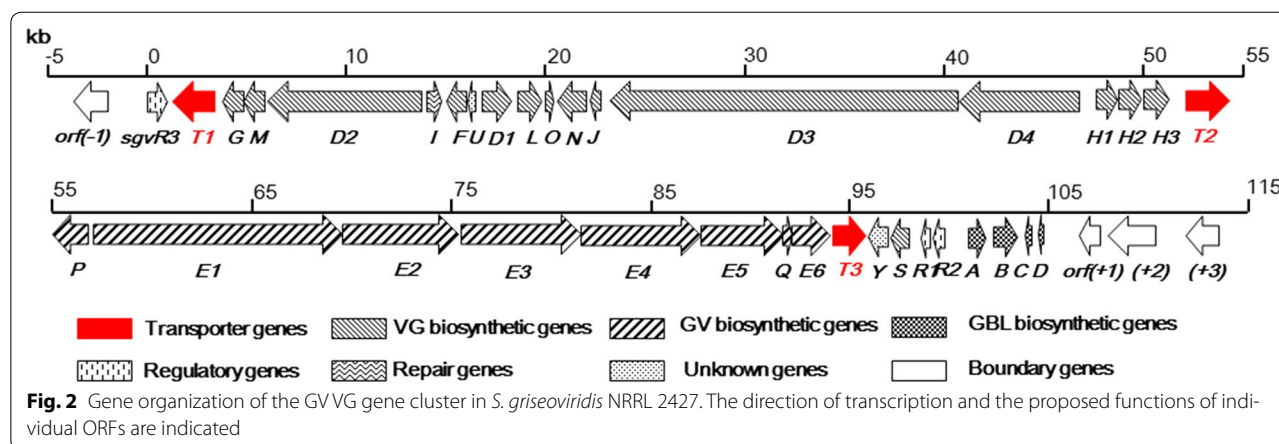 kb
-5 0 10 20 30 40 50 55
orf(-1) sgvR3 T1 G M D2 I F U D1 L O N J D3 D4 H1 H2 H3 T2
55 65 75 85 95 105 115
P E1 E2 E3 E4 E5 Q E6 T3 Y S R1 R2 A B C D orf(+1) (+2) (+3)
Transporter genes VG biosynthetic genes GV biosynthetic genes GBL biosynthetic genes
Regulatory genes Repair genes Unknown genes Boundary genes
Fig. 2 Gene organization of the GV VG gene cluster in S. griseoviridis NRRL 2427. The direction of transcription and the proposed functions of indi-
vidual ORFs are indicated